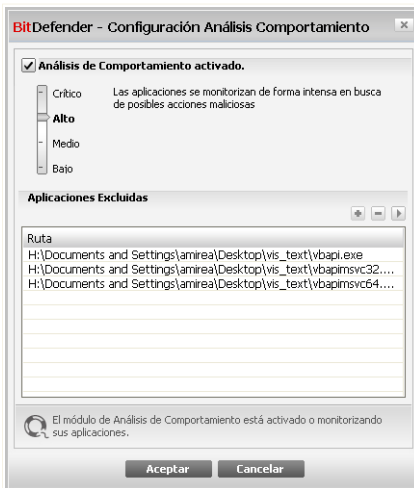 BitDefender - Configuración Análisis Comportamiento
Análisis de Comportamiento activado.
Crítico
Las aplicaciones se monitorizan de forma intensa en busca
de posibles acciones maliciosas
Alto
Medio
Bajo
Aplicaciones Excluidas
Ruta
H:\Documents and Settings\amirea\Desktop\vis_text\vbapi.exe
H:\Documents and Settings\amirea\Desktop\vis_text\vbapimsvc32....
H:\Documents and Settings\amirea\Desktop\vis_text\vbapimsvc64....
El módulo de Análisis de Comportamiento está activado o monitorizando
sus aplicaciones.
Aceptar Cancelar